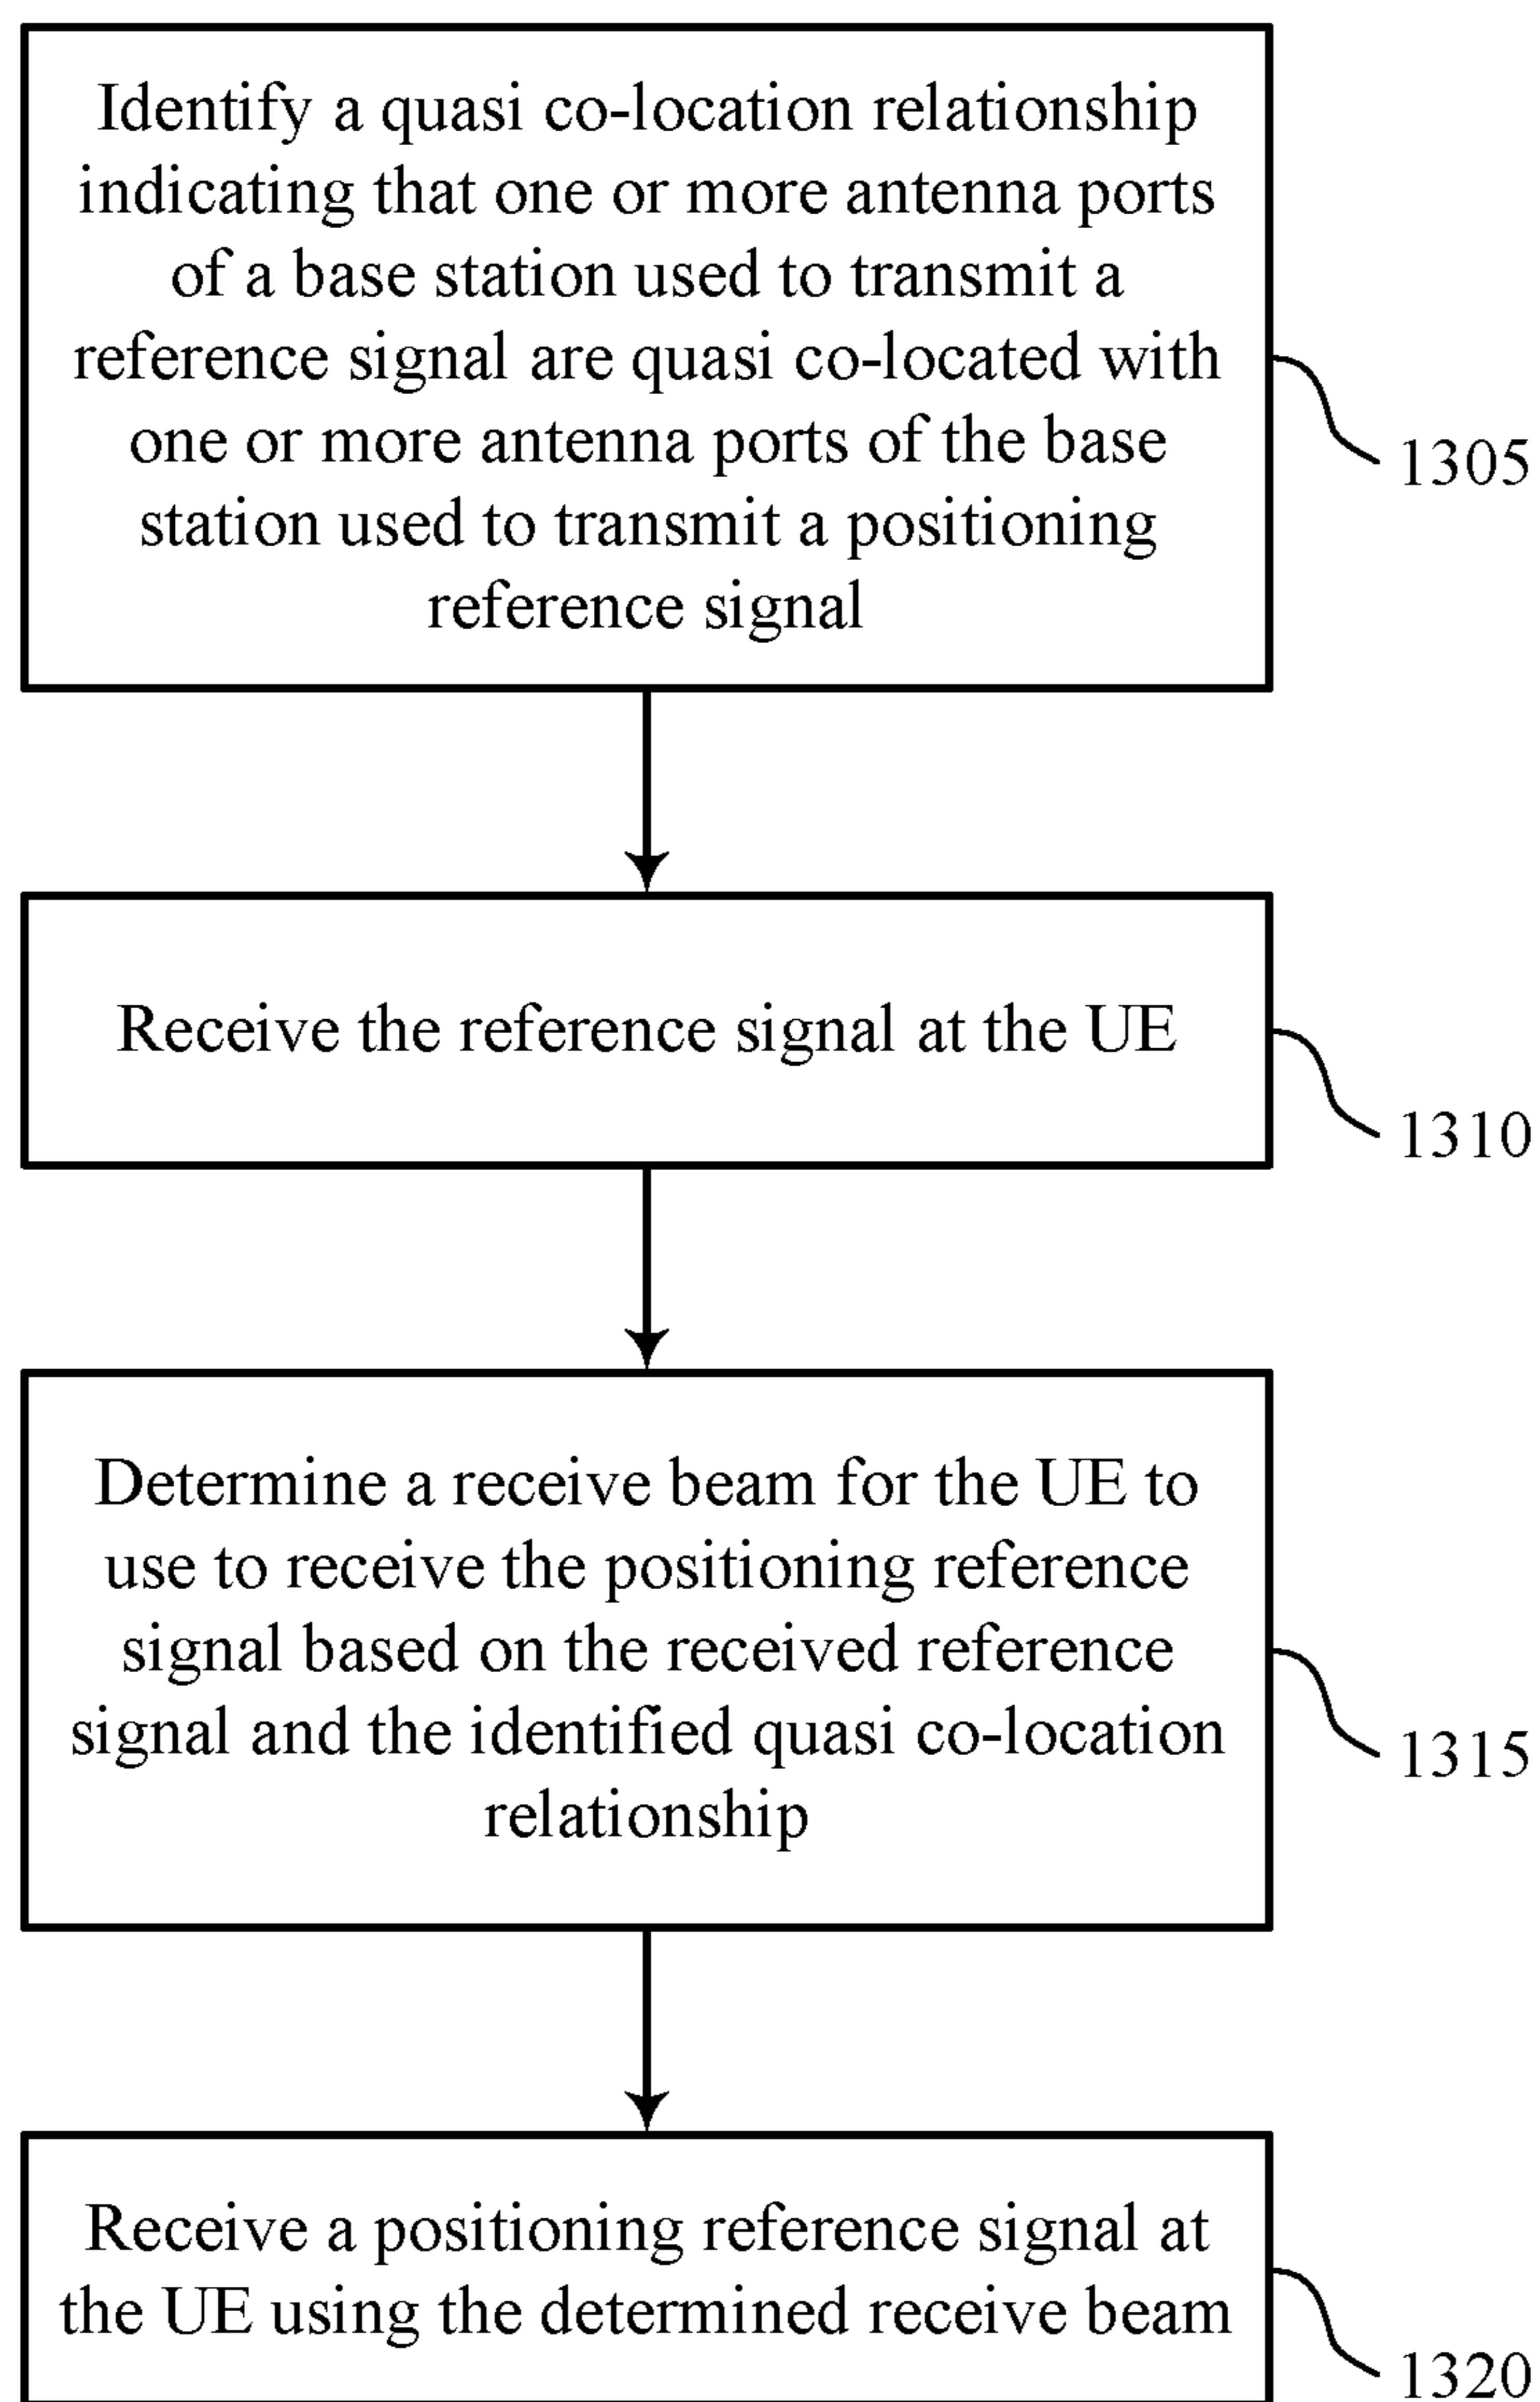 Identify a quasi co-location relationship
indicating that one or more antenna ports
of a base station used to transmit a
reference signal are quasi co-located with
one or more antenna ports of the base
station used to transmit a positioning
reference signal
1305
Receive the reference signal at the UE
1310
Determine a receive beam for the UE to
use to receive the positioning reference
signal based on the received reference
signal and the identified quasi co-location
relationship
1315
Receive a positioning reference signal at
the UE using the determined receive beam
1320